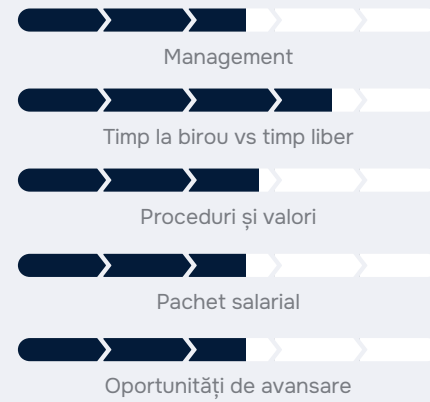 Management
Timp la birou vs timp liber
Proceduri și valori
Pachet salarial
Oportunități de avansare